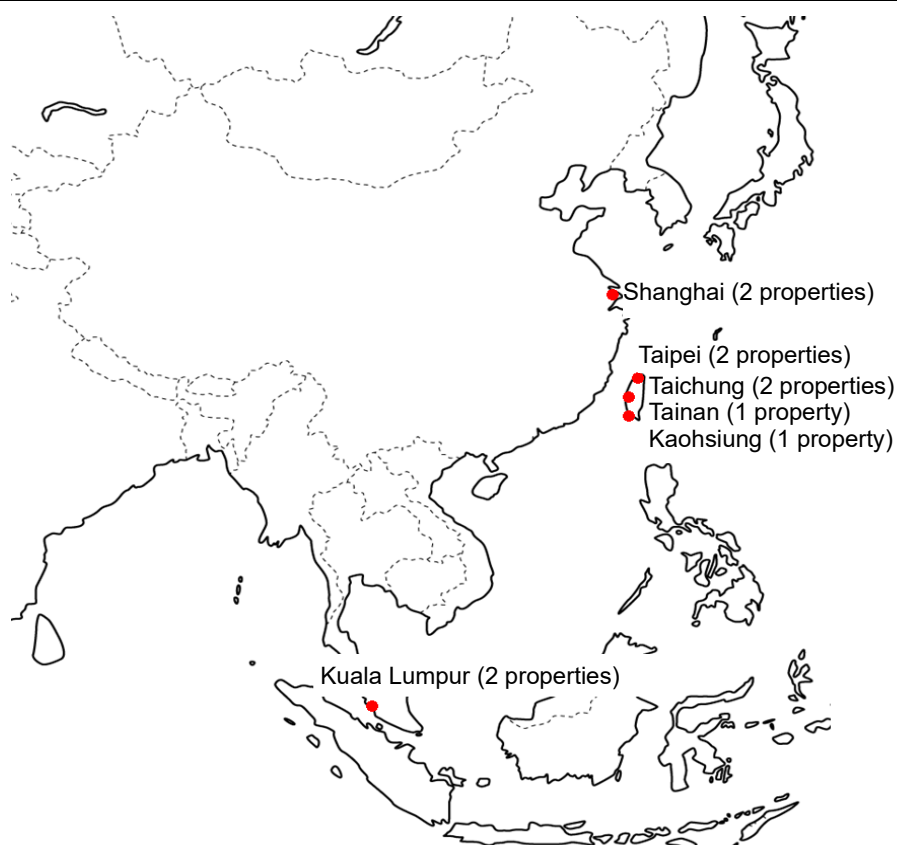 Shanghai (2 properties)
Taipei (2 properties)
Taichung (2 properties)
Tainan (1 property)
Kaohsiung (1 property)
Kuala Lumpur (2 properties)